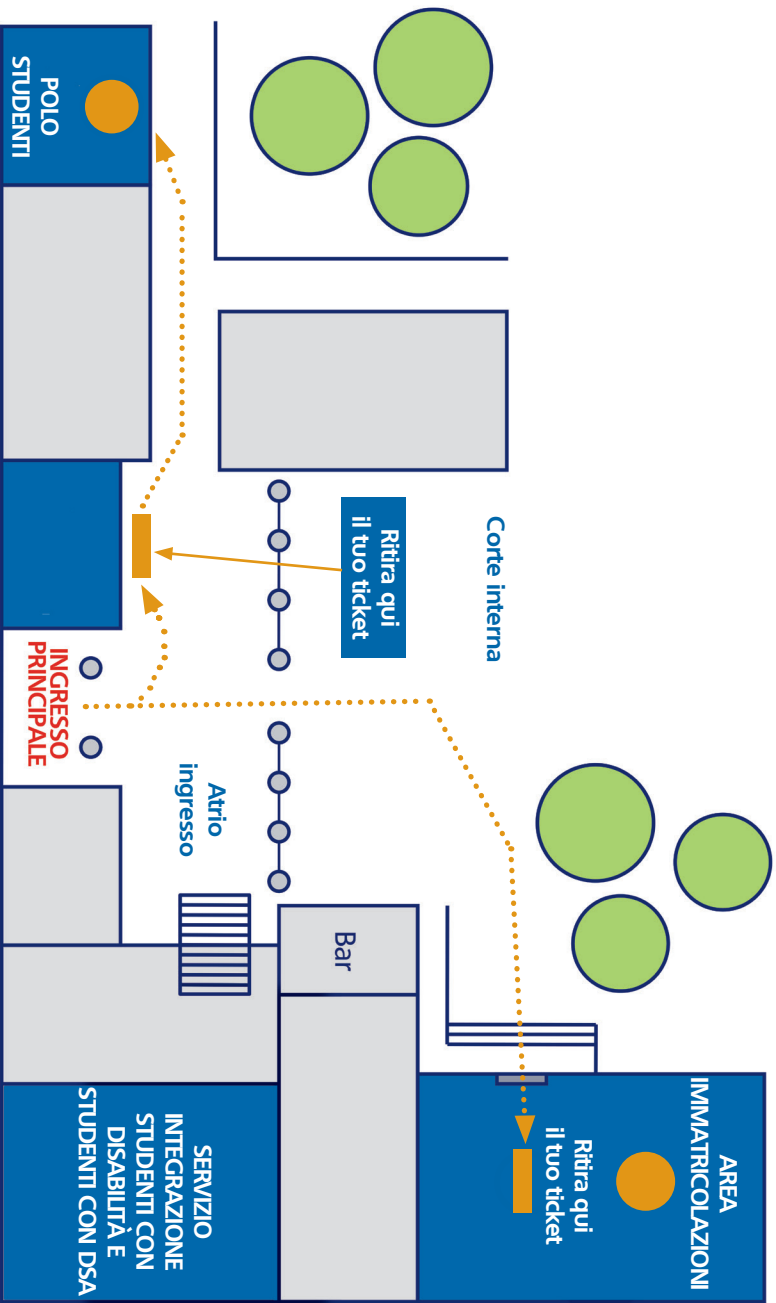 AREA
IMMATRICOLAZIONI
Ritira qui
il tuo ticket
Corte interna
Ritira qui
il tuo ticket
Bar
Atrio
ingresso
SERVIZIO
INTEGRAZIONE
STUDENTI CON
DISABILITÀ E
STUDENTI CON DSA
POLO
STUDENTI
INGRESSO
PRINCIPALE